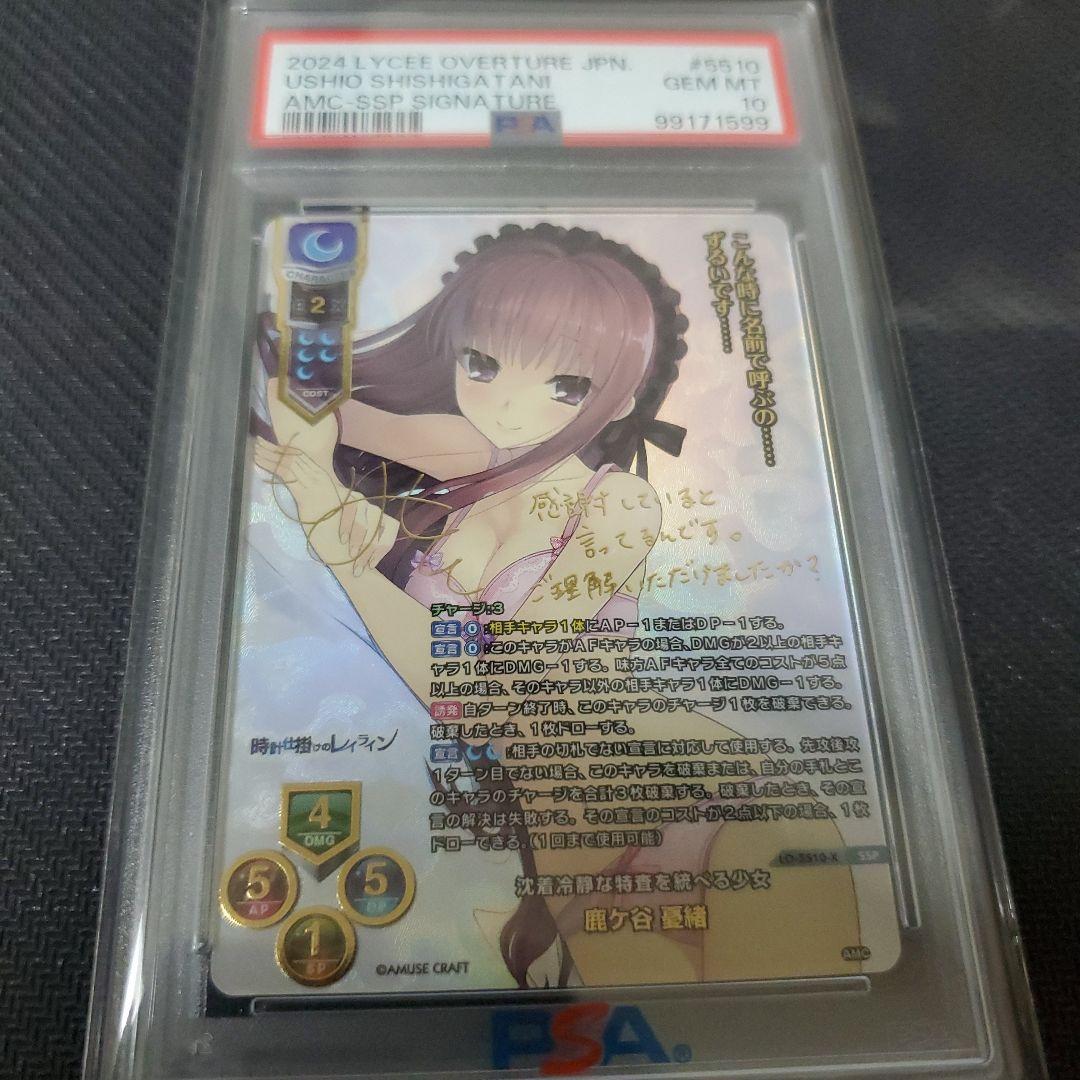 2024 LYCEE OVERTURE JPN. #5510
USHIO SHISHIGATANI GEM MT
AMC-SSP SIGNATURE 10
PSA 99171599
CHARACTER
2
COST
こんな時に名前で呼ぶの……
ずるいです……
感謝していると
言ってるんです。
ご理解いただけましたか?
チャージ:3
宣言 0:相手キャラ1体にAP-1またはDP-1する。
宣言 0:このキャラがAFキャラの場合、DMGが2以上の相手キ
ャラ1体にDMG-1する。味方AFキャラ全てのコストが5点
以上の場合、そのキャラ以外の相手キャラ1体にDMG-1する。
誘発 自ターン終了時、このキャラのチャージ1枚を破棄できる。
破棄したとき、1枚ドローする。
宣言 :相手の切札でない宣言に対応して使用する。先攻後攻
1ターン目でない場合、このキャラを破棄または、自分の手札とこ
のキャラのチャージを合計3枚破棄する。破棄したとき、その宣
言の解決は失敗する。その宣言のコストが2点以下の場合、1枚
ドローできる。(1回まで使用可能)
時計仕掛けのレイライン
4
DMG
5
AP
5
DP
1
SP
LO-5510-K SSP
沈着冷静な特査を統べる少女
鹿ケ谷 憂緒
©AMUSE CRAFT
AMC
PSA®